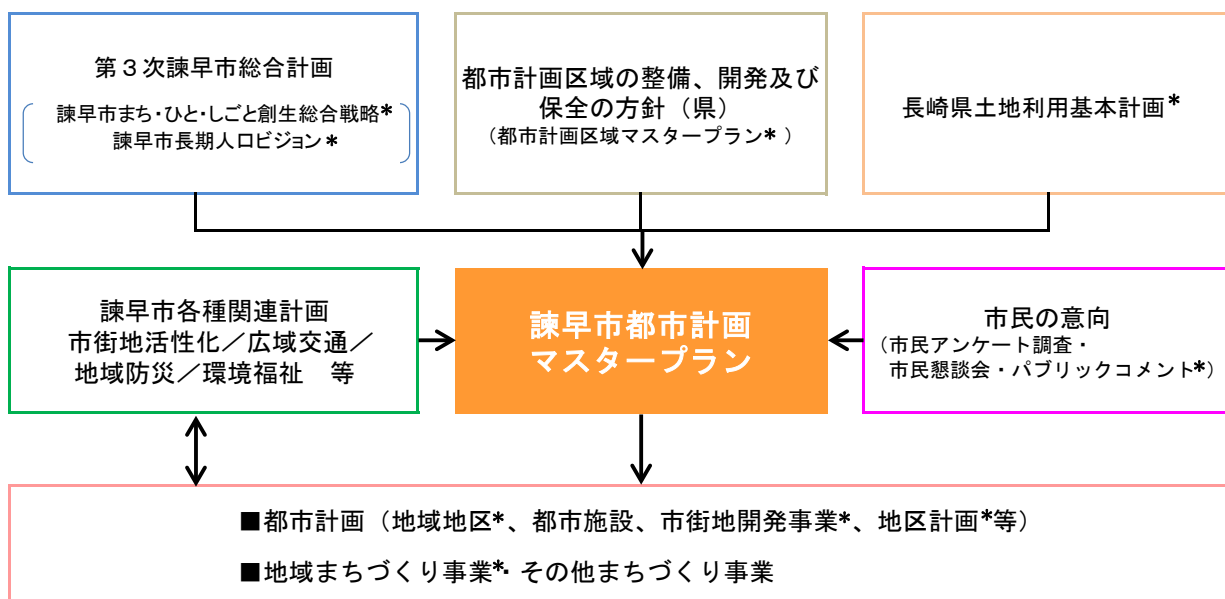 第３次諫早市総合計画
諫早市まち・ひと・しごと創生総合戦略*
諫早市長期人口ビジョン*
都市計画区域の整備、開発及び
保全の方針（県）
（都市計画区域マスタープラン*）
長崎県土地利用基本計画*
諫早市各種関連計画
市街地活性化／広域交通／
地域防災／環境福祉　等
諫早市都市計画
マスタープラン
市民の意向
（市民アンケート調査・
市民懇談会・パブリックコメント*）
■都市計画（地域地区*、都市施設、市街地開発事業*、地区計画*等）
■地域まちづくり事業*・その他まちづくり事業